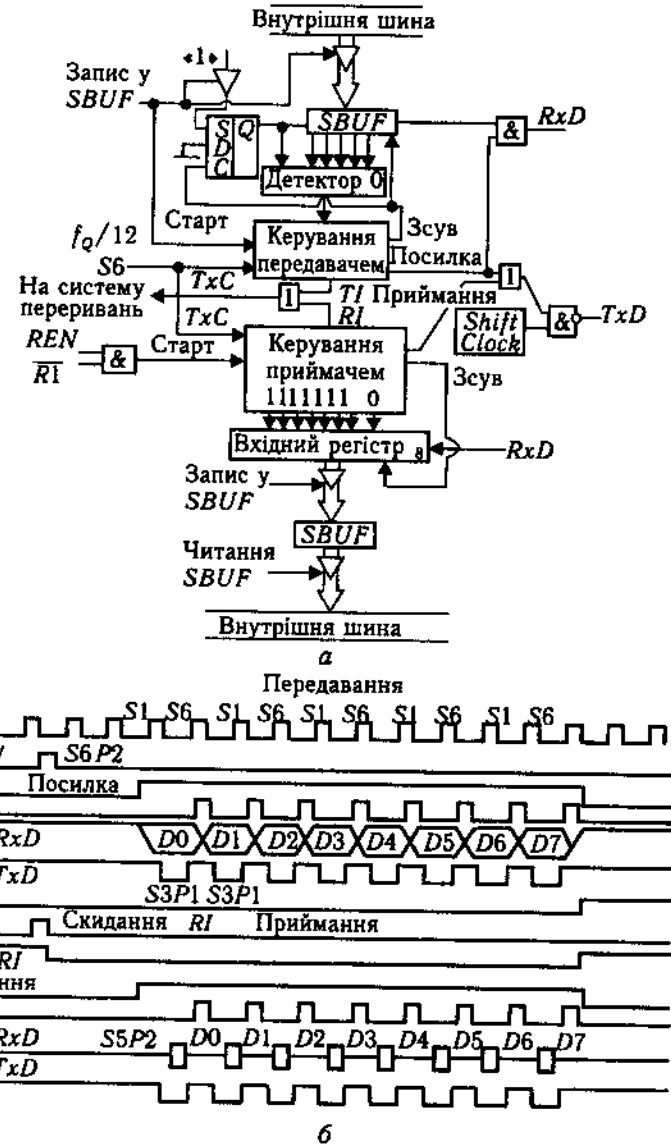 Внутрішня шина
«1»
Запис у
SBUF
S Q
D
C
SBUF
&
RxD
Детектор 0
Старт
Зсув
f_Q/12
Керування
передавачем
Посилка
S6
TxC
На систему
переривань
1
TI
Приймання
1
TxC
RI
Shift
Clock
&
TxD
REN
R1
&
Старт
Керування
приймачем
1111111 0
Зсув
Вхідний регістр 8
RxD
Запис у
SBUF
SBUF
Читання
SBUF
Внутрішня шина
а
Передавання
S1 S6 S1 S6 S1 S6 S1 S6 S1 S6
S6P2
Посилка
RxD D0 D1 D2 D3 D4 D5 D6 D7
TxD
S3P1 S3P1
Скидання RI Приймання
RI
ння
RxD S5P2 D0 D1 D2 D3 D4 D5 D6 D7
TxD
б